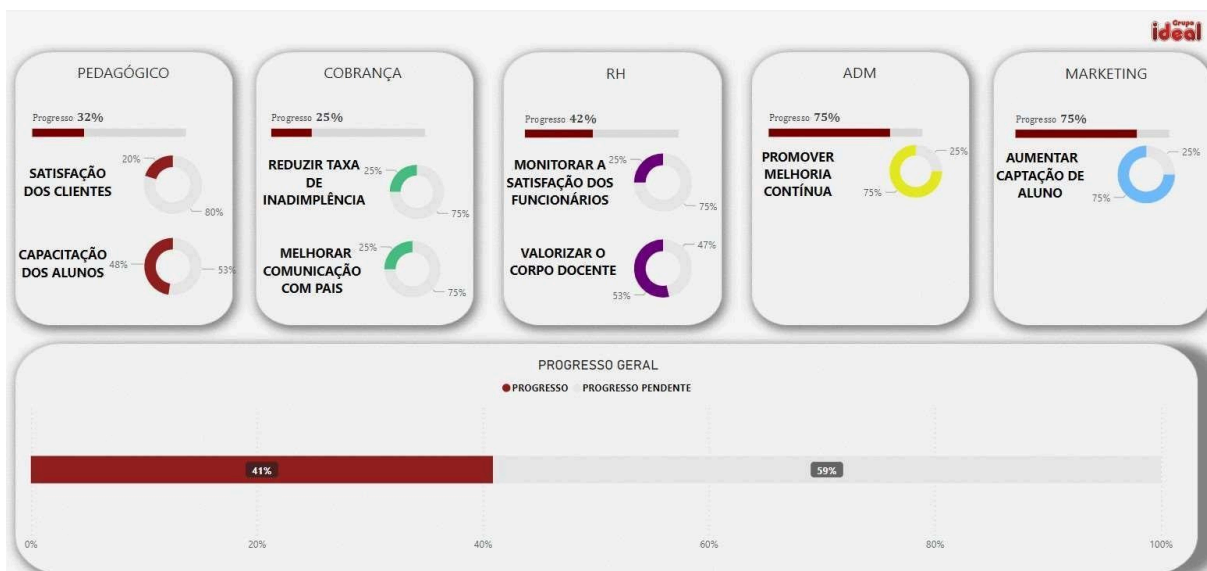 Grupo
ideal
PEDAGÓGICO
Progresso 32%
SATISFAÇÃO
DOS CLIENTES
20%
80%
CAPACITAÇÃO
DOS ALUNOS
48%
53%
COBRANÇA
Progresso 25%
REDUZIR TAXA
DE
INADIMPLÊNCIA
25%
75%
MELHORAR
COMUNICAÇÃO
COM PAIS
25%
75%
RH
Progresso 42%
MONITORAR A
SATISFAÇÃO DOS
FUNCIONÁRIOS
25%
75%
VALORIZAR O
CORPO DOCENTE
47%
53%
ADM
Progresso 75%
PROMOVER
MELHORIA
CONTÍNUA
25%
75%
MARKETING
Progresso 75%
AUMENTAR
CAPTAÇÃO DE
ALUNO
25%
75%
PROGRESSO GERAL
PROGRESSO PROGRESSO PENDENTE
41% 59%
0% 20% 40% 60% 80% 100%